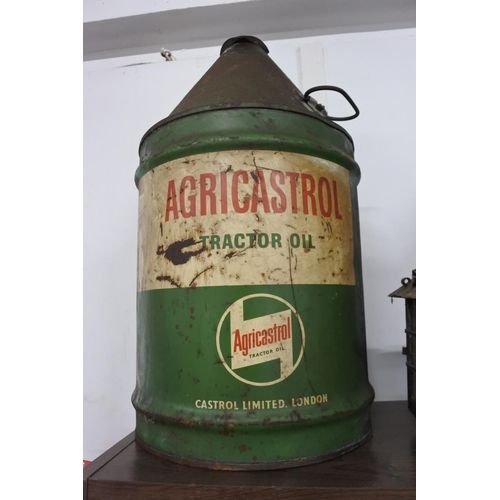 AGRICASTROL
TRACTOR OIL
Agricastrol
TRACTOR OIL
CASTROL LIMITED. LONDON